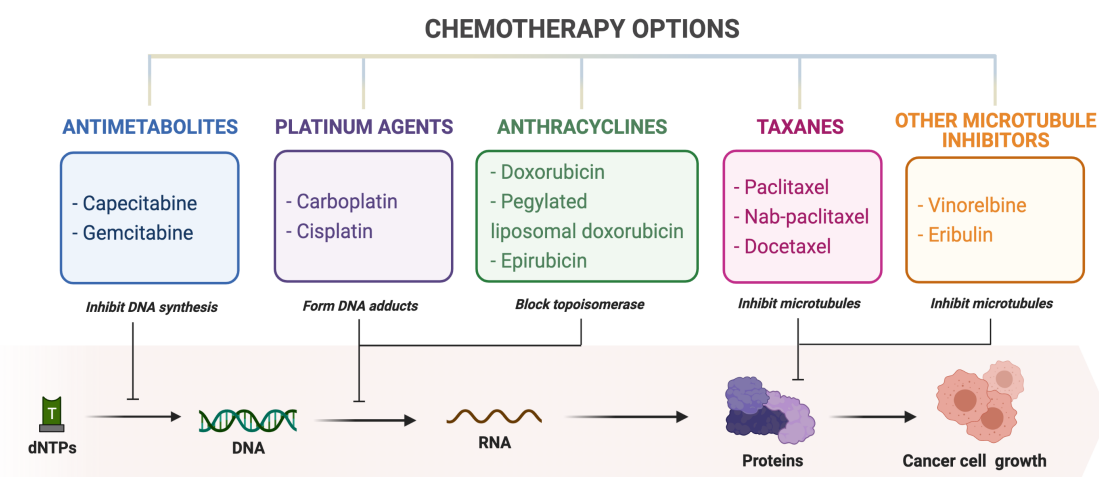 CHEMOTHERAPY OPTIONS
ANTIMETABOLITES
- Capecitabine
- Gemcitabine
Inhibit DNA synthesis
PLATINUM AGENTS
- Carboplatin
- Cisplatin
Form DNA adducts
ANTHRACYCLINES
- Doxorubicin
- Pegylated
liposomal doxorubicin
- Epirubicin
Block topoisomerase
TAXANES
- Paclitaxel
- Nab-paclitaxel
- Docetaxel
Inhibit microtubules
OTHER MICROTUBULE
INHIBITORS
- Vinorelbine
- Eribulin
Inhibit microtubules
T
dNTPs
DNA
RNA
Proteins
Cancer cell growth